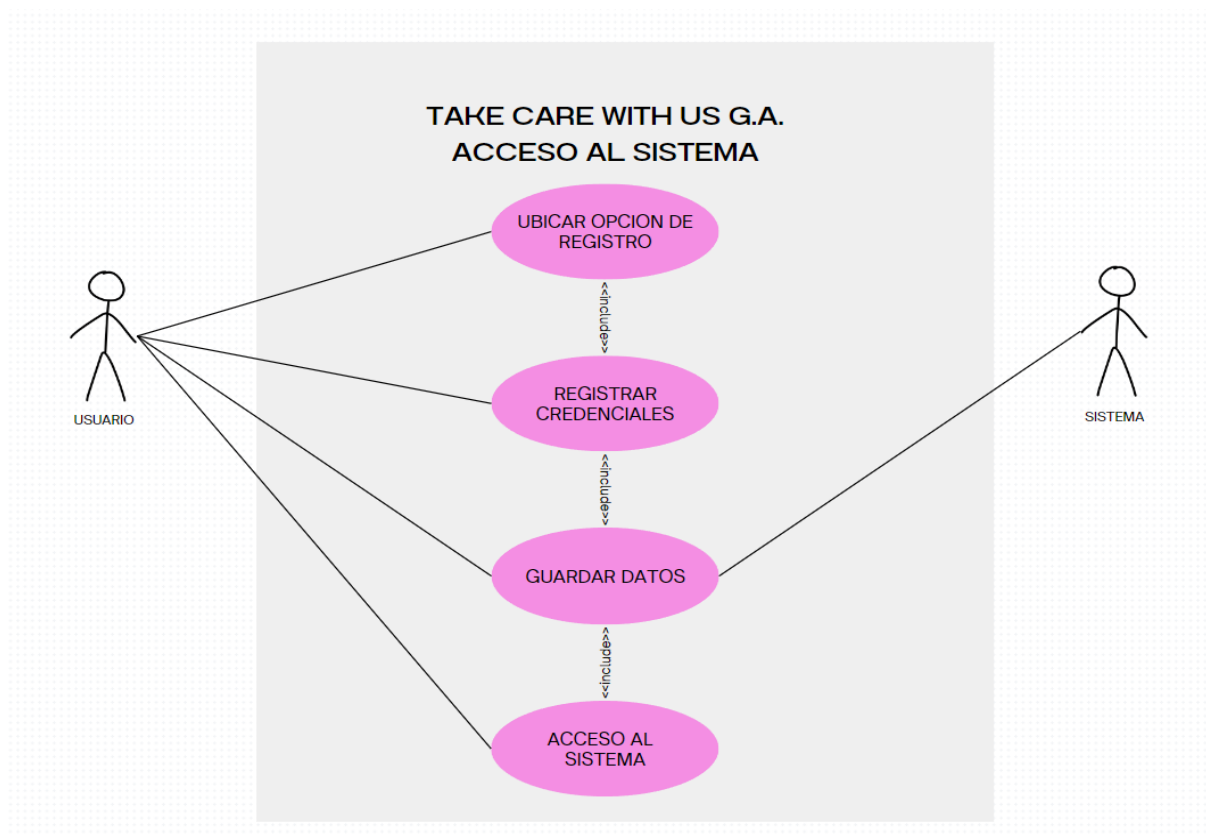 TAKE CARE WITH US G.A.
ACCESO AL SISTEMA
UBICAR OPCION DE
REGISTRO
<<include>>
REGISTRAR
CREDENCIALES
USUARIO
SISTEMA
<<include>>
GUARDAR DATOS
<<include>>
ACCESO AL
SISTEMA